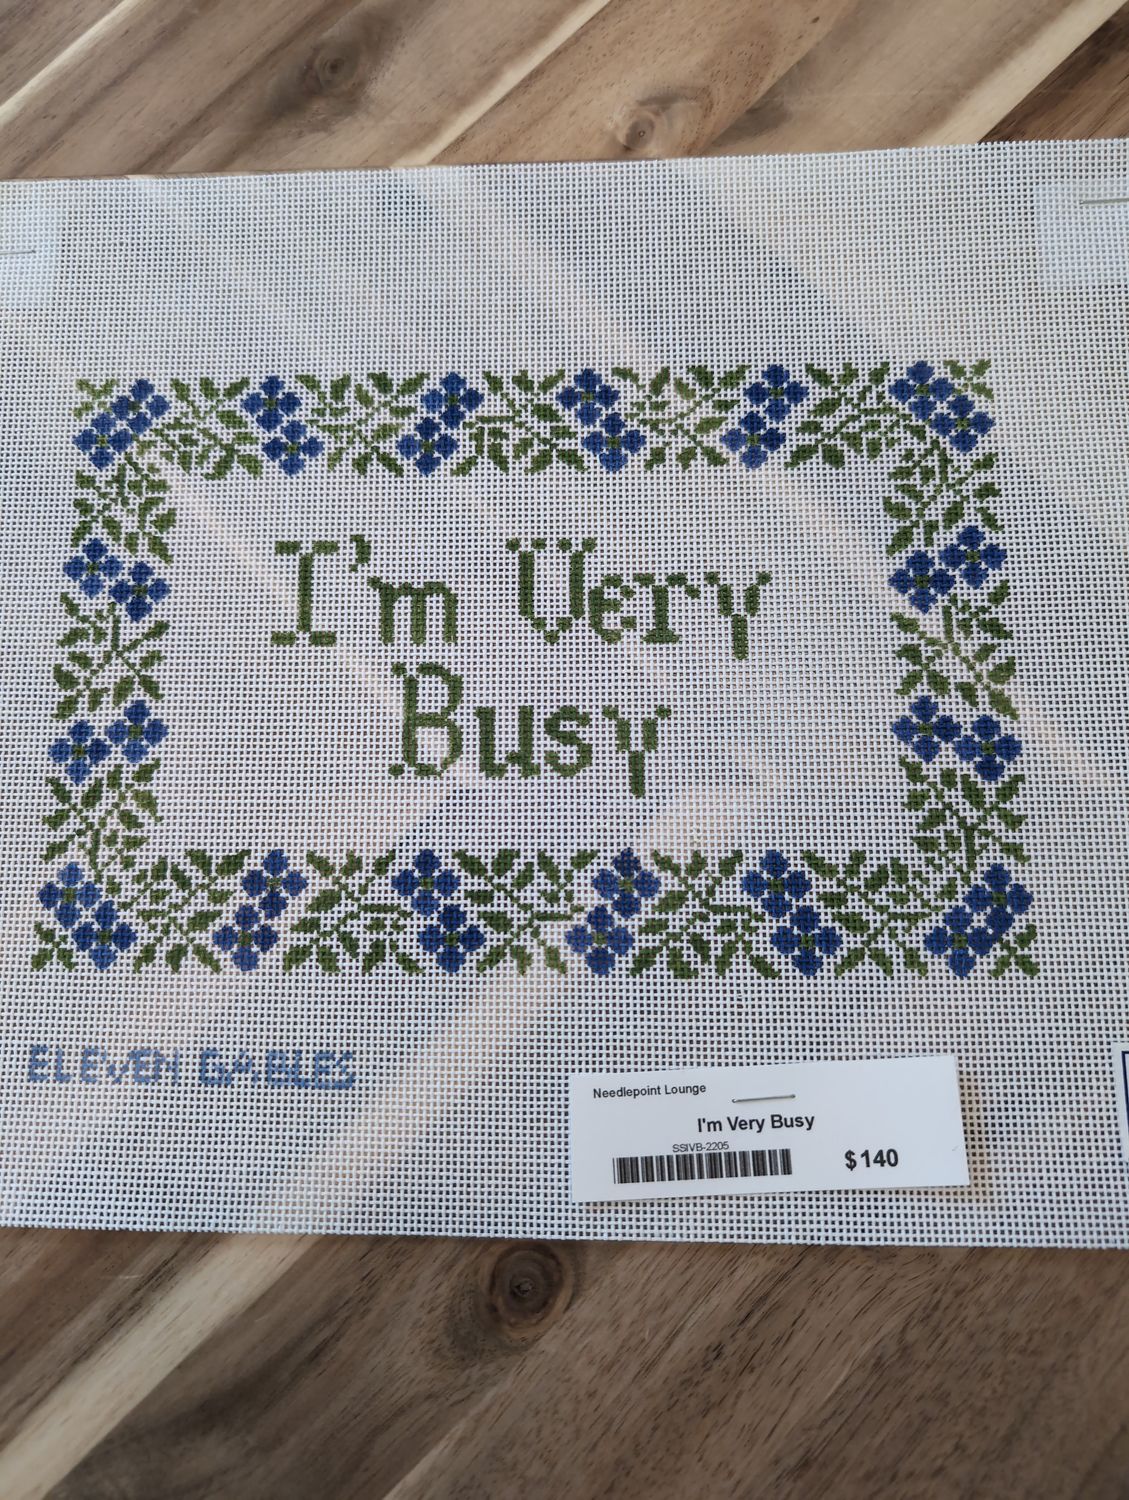 I'm Very
Busy
ELEVEN GABLES
Needlepoint Lounge
I'm Very Busy
SSIVB-2205
$140